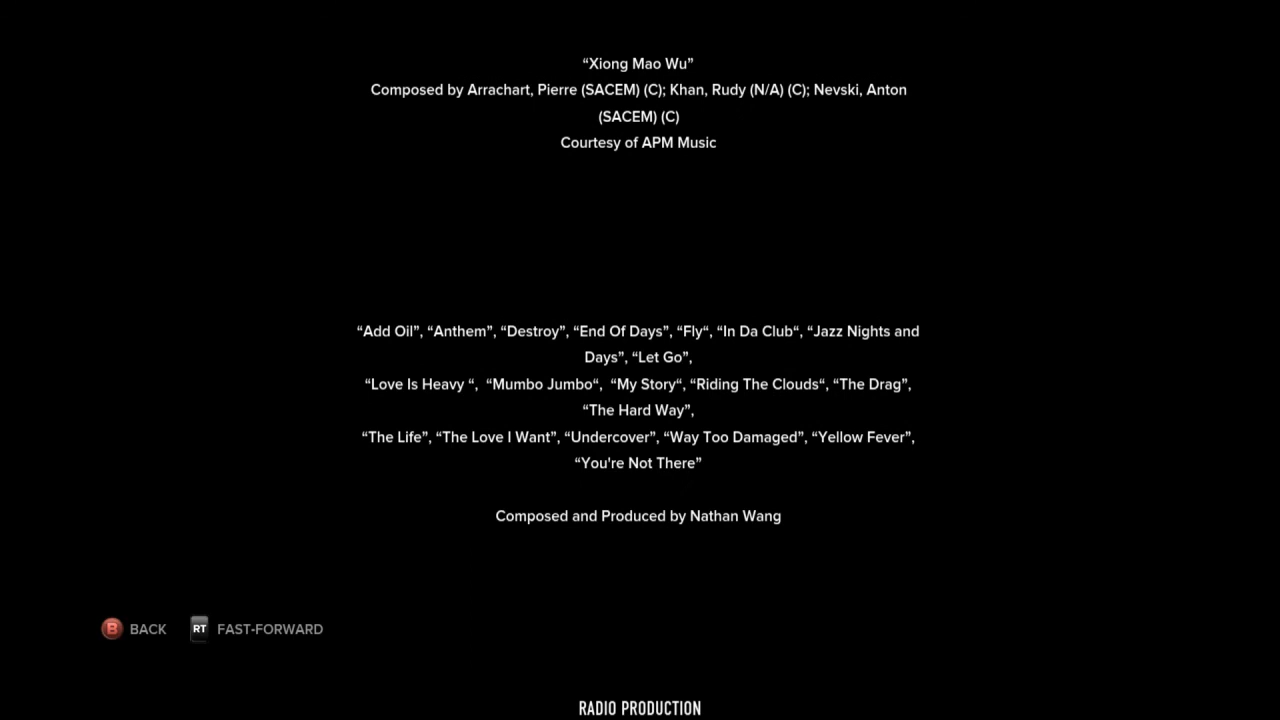 “Xiong Mao Wu”
Composed by Arrachart, Pierre (SACEM) (C); Khan, Rudy (N/A) (C); Nevski, Anton
(SACEM) (C)
Courtesy of APM Music
“Add Oil”, “Anthem”, “Destroy”, “End Of Days”, “Fly“, “In Da Club“, “Jazz Nights and
Days”, “Let Go”,
“Love Is Heavy “,  “Mumbo Jumbo“,  “My Story“, “Riding The Clouds“, “The Drag”,
“The Hard Way”,
“The Life”, “The Love I Want”, “Undercover”, “Way Too Damaged”, “Yellow Fever”,
“You're Not There”
Composed and Produced by Nathan Wang
B BACK RT FAST-FORWARD
RADIO PRODUCTION